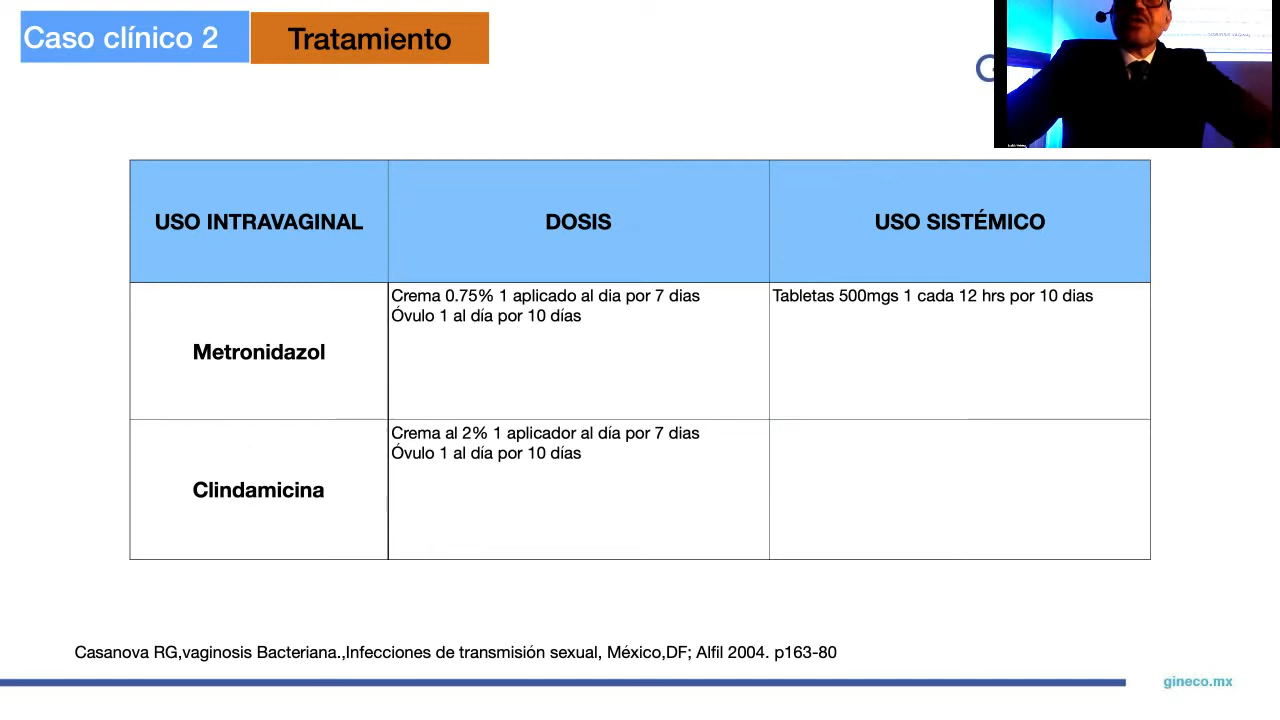 Caso clínico 2
Tratamiento
G
USO INTRAVAGINAL
DOSIS
USO SISTÉMICO
Metronidazol
Crema 0.75% 1 aplicado al dia por 7 dias
Óvulo 1 al día por 10 días
Tabletas 500mgs 1 cada 12 hrs por 10 dias
Clindamicina
Crema al 2% 1 aplicador al día por 7 dias
Óvulo 1 al día por 10 días
Casanova RG,vaginosis Bacteriana.,Infecciones de transmisión sexual, México,DF; Alfil 2004. p163-80
gineco.mx